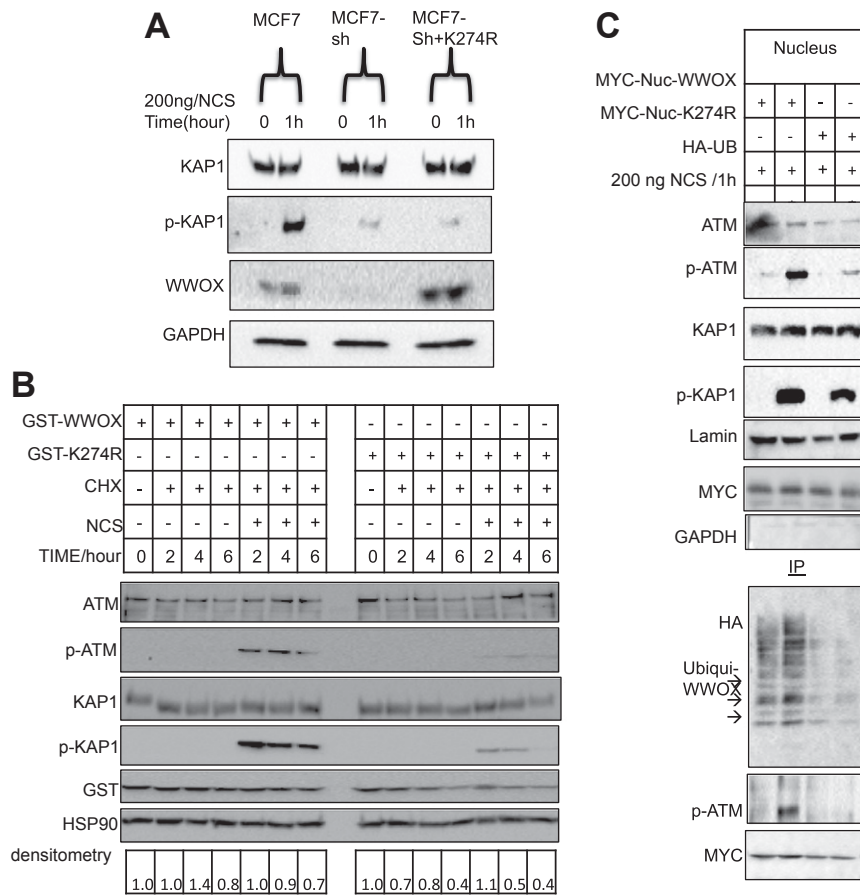 A
MCF7
MCF7-
sh
MCF7-
Sh+K274R
200ng/NCS
Time(hour)
0 1h 0 1h 0 1h
KAP1
p-KAP1
WWOX
GAPDH
B
GST-WWOX + + + + + + + - - - - - - -
GST-K274R - - - - - - - + + + + + + +
CHX - + + + + + + - + + + + + +
NCS - - - - + + + - - - - + + +
TIME/hour 0 2 4 6 2 4 6 0 2 4 6 2 4 6
ATM
p-ATM
KAP1
p-KAP1
GST
HSP90
densitometry
1.0 1.0 1.4 0.8 1.0 0.9 0.7 1.0 0.7 0.8 0.4 1.1 0.5 0.4
C
Nucleus
MYC-Nuc-WWOX
+ + - -
MYC-Nuc-K274R
- - + +
HA-UB
+ + + +
200 ng NCS /1h
ATM
p-ATM
KAP1
p-KAP1
Lamin
MYC
GAPDH
IP
HA
Ubiqui-
WWOX
p-ATM
MYC